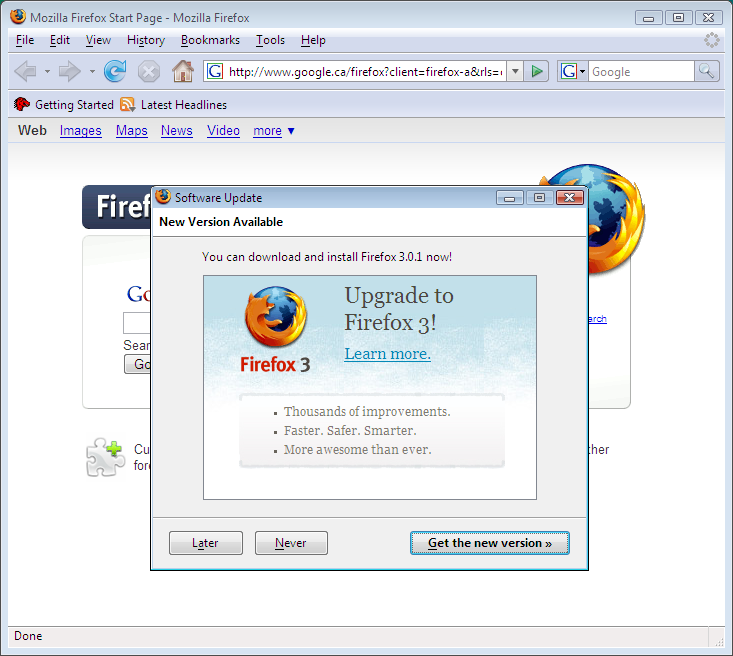 Mozilla Firefox Start Page - Mozilla Firefox
File Edit View History Bookmarks Tools Help
G http://www.google.ca/firefox?client=firefox-a&rls= G Google
Getting Started Latest Headlines
Web Images Maps News Video more ▼
Firef
Software Update
New Version Available
You can download and install Firefox 3.0.1 now!
Upgrade to
Firefox 3!
Learn more.
Firefox 3
Go
arch
Sear
Go
• Thousands of improvements.
• Faster. Safer. Smarter.
• More awesome than ever.
Cu
ther
fore
Later Never Get the new version »
Done